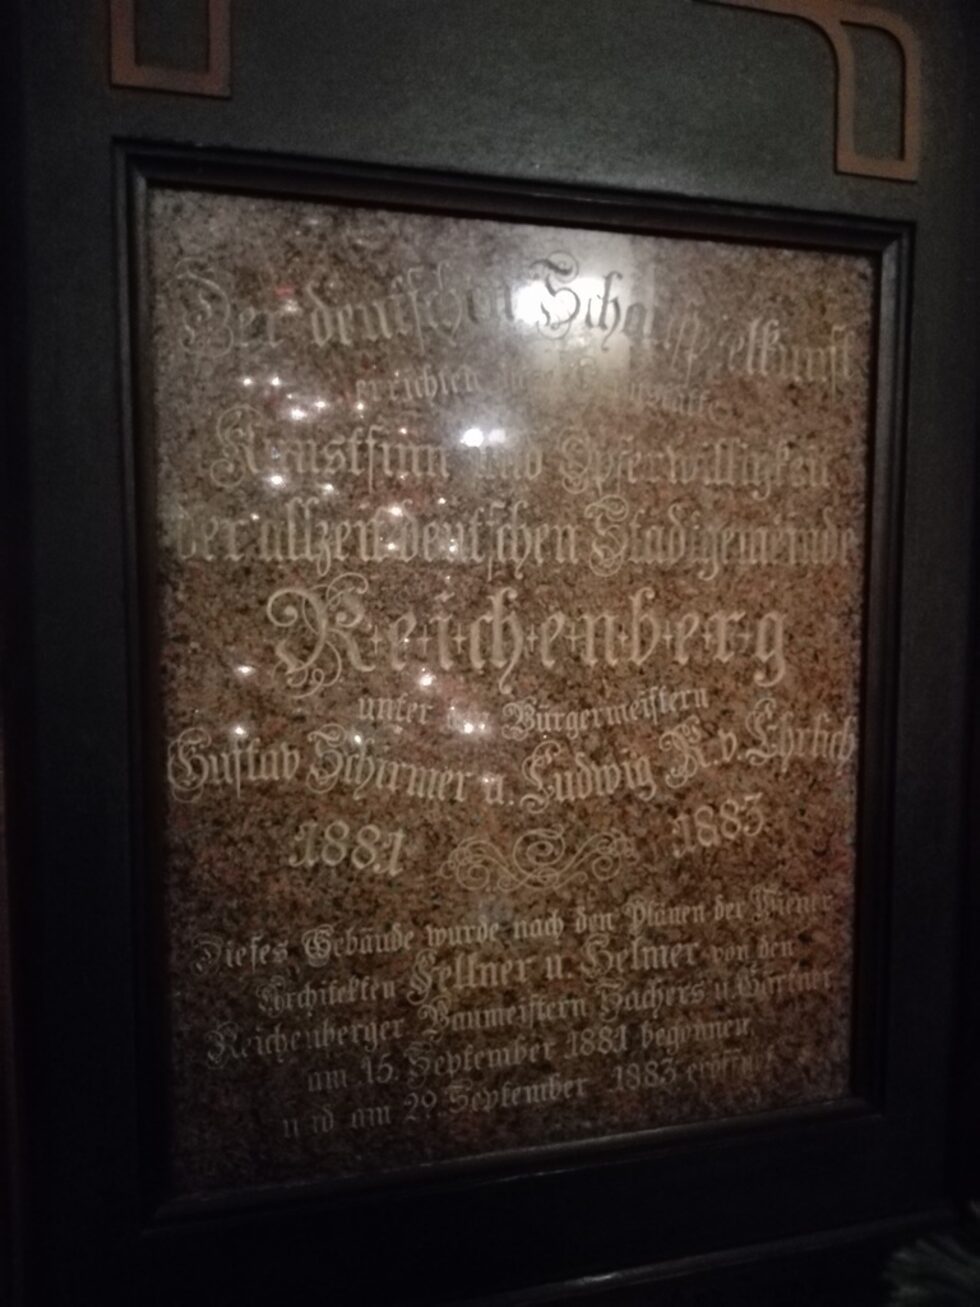 Der deutschen Schauspielkunst
errichtet
Kunstsinn und Opferwilligkeit
der allzeit deutschen Stadtgemeinde
Reichenberg
unter den Bürgermeistern
Gustav Schirmer u. Ludwig R. v. Ehrlich
1881 1883
Dieses Gebäude wurde nach den Plänen der Wiener
Architekten Fellner u. Helmer von den
Reichenberger Baumeistern Sachers u. Gärtner
am 15. September 1881 begonnen
und am 29. September 1883 eröffnet